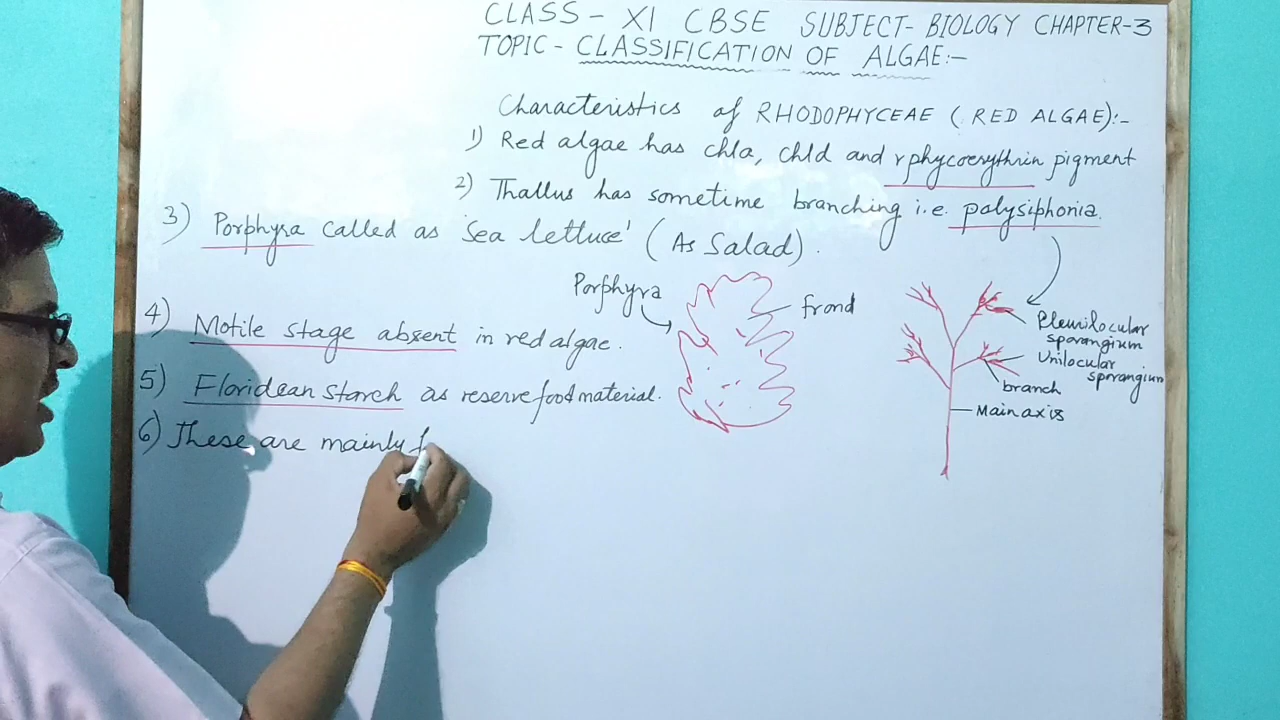 CLASS - XI CBSE SUBJECT- BIOLOGY CHAPTER-3
TOPIC - CLASSIFICATION OF ALGAE:-
Characteristics of RHODOPHYCEAE ( RED ALGAE):-
1) Red algae has chla, chld and r phycoerythrin pigment
2) Thallus has sometime branching i.e. polysiphonia.
3) Porphyra called as 'Sea lettuce' (As Salad).
Porphyra
frond
4) Motile stage absent in red algae.
5) Floridean starch as reserve food material.
6) These are mainly f
Plurilocular
sporangium
Unilocular
sporangium
branch
Main axis